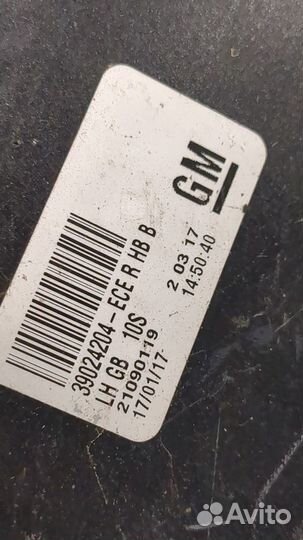 GM
39024204-ECE R HB B
LH GB 10S
21090119
17/01/17
2 03 17
14:50:40
Avito